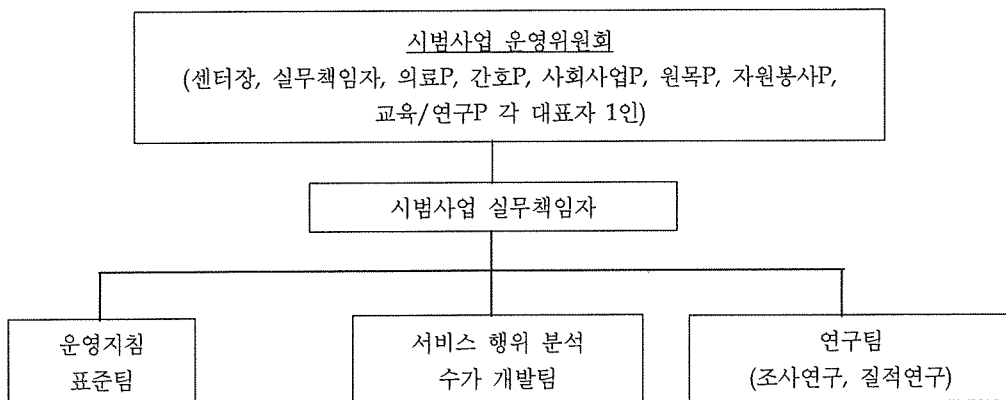 시범사업 운영위원회
(센터장, 실무책임자, 의료P, 간호P, 사회사업P, 원목P, 자원봉사P,
교육/연구P 각 대표자 1인)
시범사업 실무책임자
운영지침
표준팀
서비스 행위 분석
수가 개발팀
연구팀
(조사연구, 질적연구)